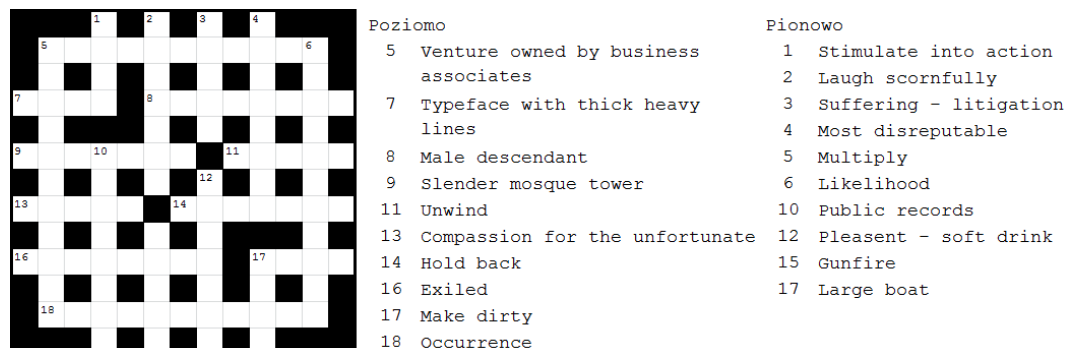 1 2 3 4
5 6
7 8
9 10 11
12
13 14
16 17
18
Poziomo
5 Venture owned by business
associates
7 Typeface with thick heavy
lines
8 Male descendant
9 Slender mosque tower
11 Unwind
13 Compassion for the unfortunate
14 Hold back
16 Exiled
17 Make dirty
18 Occurrence
Pionowo
1 Stimulate into action
2 Laugh scornfully
3 Suffering - litigation
4 Most disreputable
5 Multiply
6 Likelihood
10 Public records
12 Pleasent - soft drink
15 Gunfire
17 Large boat